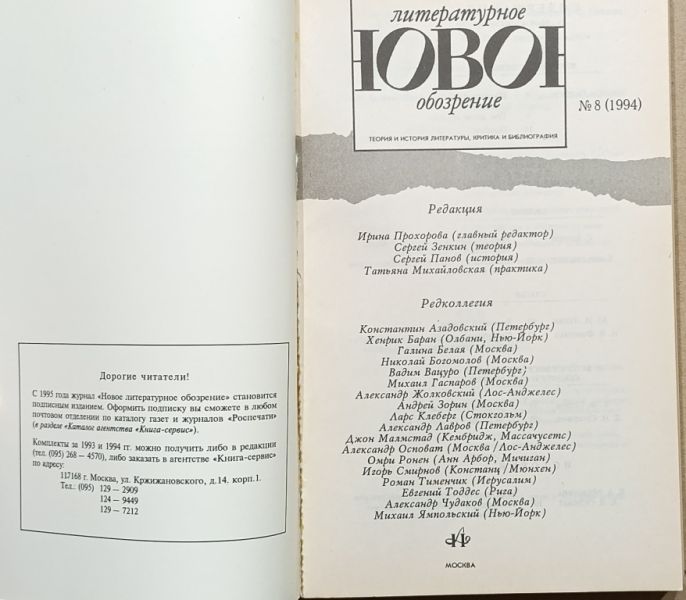 Дорогие читатели!
С 1995 года журнал «Новое литературное обозрение» становится
подписным изданием. Оформить подписку вы сможете в любом
почтовом отделении по каталогу газет и журналов «Роспечати»
(в разделе «Каталог агентства «Книга-сервис»).
Комплекты за 1993 и 1994 гг. можно получить либо в редакции
(тел. (095) 268 — 4570), либо заказать в агентстве «Книга-сервис»
по адресу:
117168 г. Москва, ул. Кржижановского, д.14. корп.1.
Тел.: (095) 129 — 2909
124 — 9449
129 — 7212
литературное
НОВОЕ
обозрение
№ 8 (1994)
ТЕОРИЯ И ИСТОРИЯ ЛИТЕРАТУРЫ, КРИТИКА И БИБЛИОГРАФИЯ
Редакция
Ирина Прохорова (главный редактор)
Сергей Зенкин (теория)
Сергей Панов (история)
Татьяна Михайловская (практика)
Редколлегия
Константин Азадовский (Петербург)
Хенрик Баран (Олбани, Нью-Йорк)
Галина Белая (Москва)
Николай Богомолов (Москва)
Вадим Вацуро (Петербург)
Михаил Гаспаров (Москва)
Александр Жолковский (Лос-Анджелес)
Андрей Зорин (Москва)
Ларс Клеберг (Стокгольм)
Александр Лавров (Петербург)
Джон Малмстад (Кембридж, Массачусетс)
Александр Осповат (Москва / Лос-Анджелес)
Омри Ронен (Анн Арбор, Мичиган)
Игорь Смирнов (Констанц / Мюнхен)
Роман Тименчик (Иерусалим)
Евгений Тоддес (Рига)
Александр Чудаков (Москва)
Михаил Ямпольский (Нью-Йорк)
МОСКВА